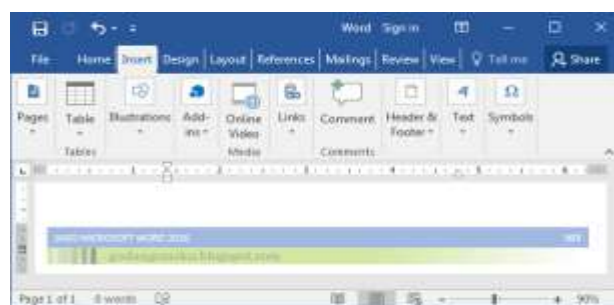 Word Sign in
File Home Insert Design Layout References Mailings Review View Tell me Share
Pages Table Illustrations Add-ins Online Video Links Comment Header & Footer Text Symbols
Tables Media Comments
MICROSOFT WORD
Page 1 of 1 0 words 90%